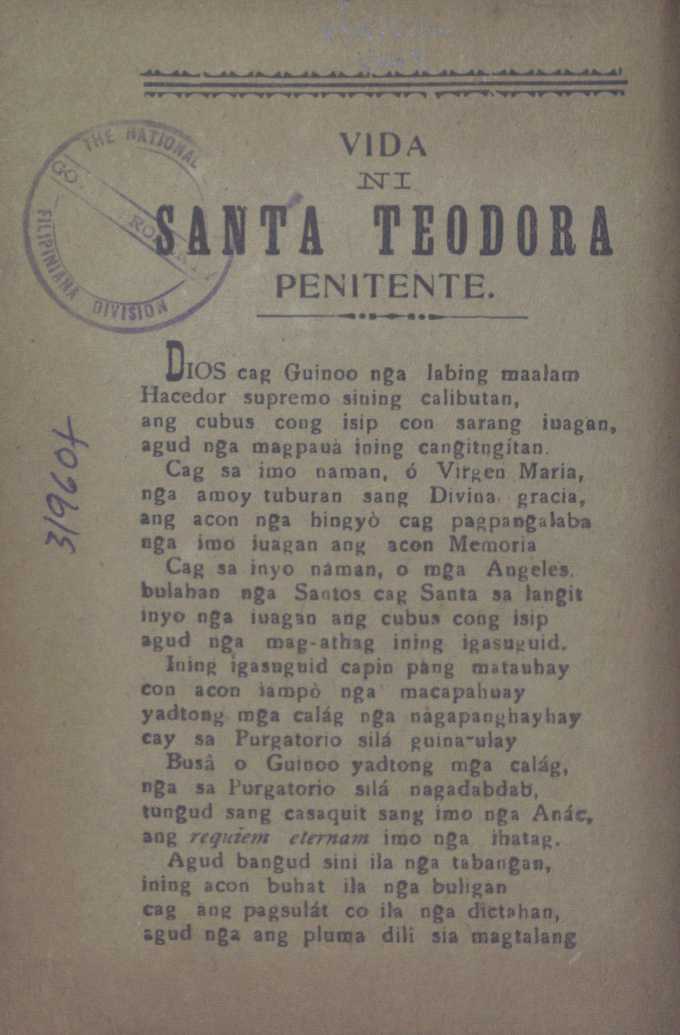 VIDA
NI
SANTA TEODORA
PENITENTE.
THE NATIONAL
FILIPINIANA
DIVISION
31960f
DIOS cag Guinoo nga labing maalam
Hacedor supremo sining calibutan,
ang cubus cong isip con sarang iuagan,
agud nga magpauà ining cangitngítan.
Cag sa imo naman, ó Virgen Maria,
nga amoy tuburan sang Divina gracia,
ang acon nga hingyò cag pagpangalaba
nga imo iuagan ang acon Memoria
Cag sa inyo náman, o mga Angeles.
bulahan nga Santos cag Santa sa langit
inyo nga iuagan ang cubus cong isip
agud nga mag-athag ining igasuguid.
Ining igasuguid capin pang matauhay
con acon iampò nga macapahuay
yadtong mga calág nga nagapanghayhay
cay sa Purgatorio silá guina-ulay
Busâ o Guinoo yadtong mga calág,
nga sa Purgatorio silá nagadabdab,
tungud sang casaquit sang imo nga Anác,
ang requiem eternam imo nga ihatag.
Agud bangud sini ila nga tabangan,
ining acon buhat ila nga buligan
cag ang pagsulát co ila nga dictahan,
agud nga ang pluma dili sia magtalang